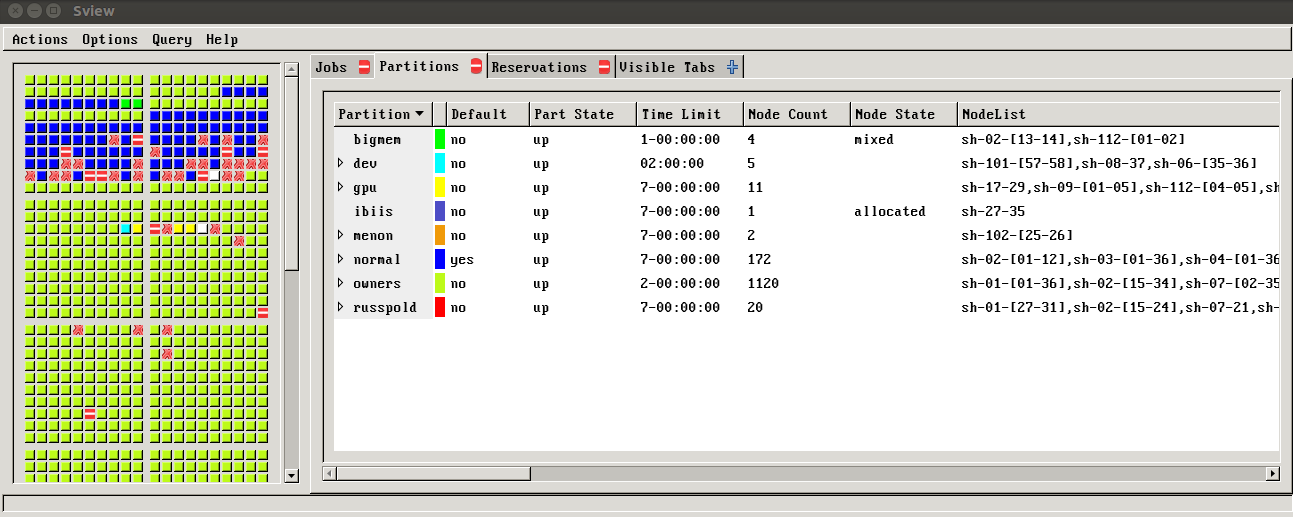 Sview
Actions Options Query Help
Jobs Partitions Reservations Visible Tabs
Partition Default Part State Time Limit Node Count Node State NodeList
bigmem no up 1-00:00:00 4 mixed sh-02-[13-14],sh-112-[01-02]
dev no up 02:00:00 5 sh-101-[57-58],sh-08-37,sh-06-[35-36]
gpu no up 7-00:00:00 11 sh-17-29,sh-09-[01-05],sh-112-[04-05],sh
ibiis no up 7-00:00:00 1 allocated sh-27-35
menon no up 7-00:00:00 2 sh-102-[25-26]
normal yes up 7-00:00:00 172 sh-02-[01-12],sh-03-[01-36],sh-04-[01-36
owners no up 2-00:00:00 1120 sh-01-[01-36],sh-02-[15-34],sh-07-[02-35
russpold no up 7-00:00:00 20 sh-01-[27-31],sh-02-[15-24],sh-07-21,sh-